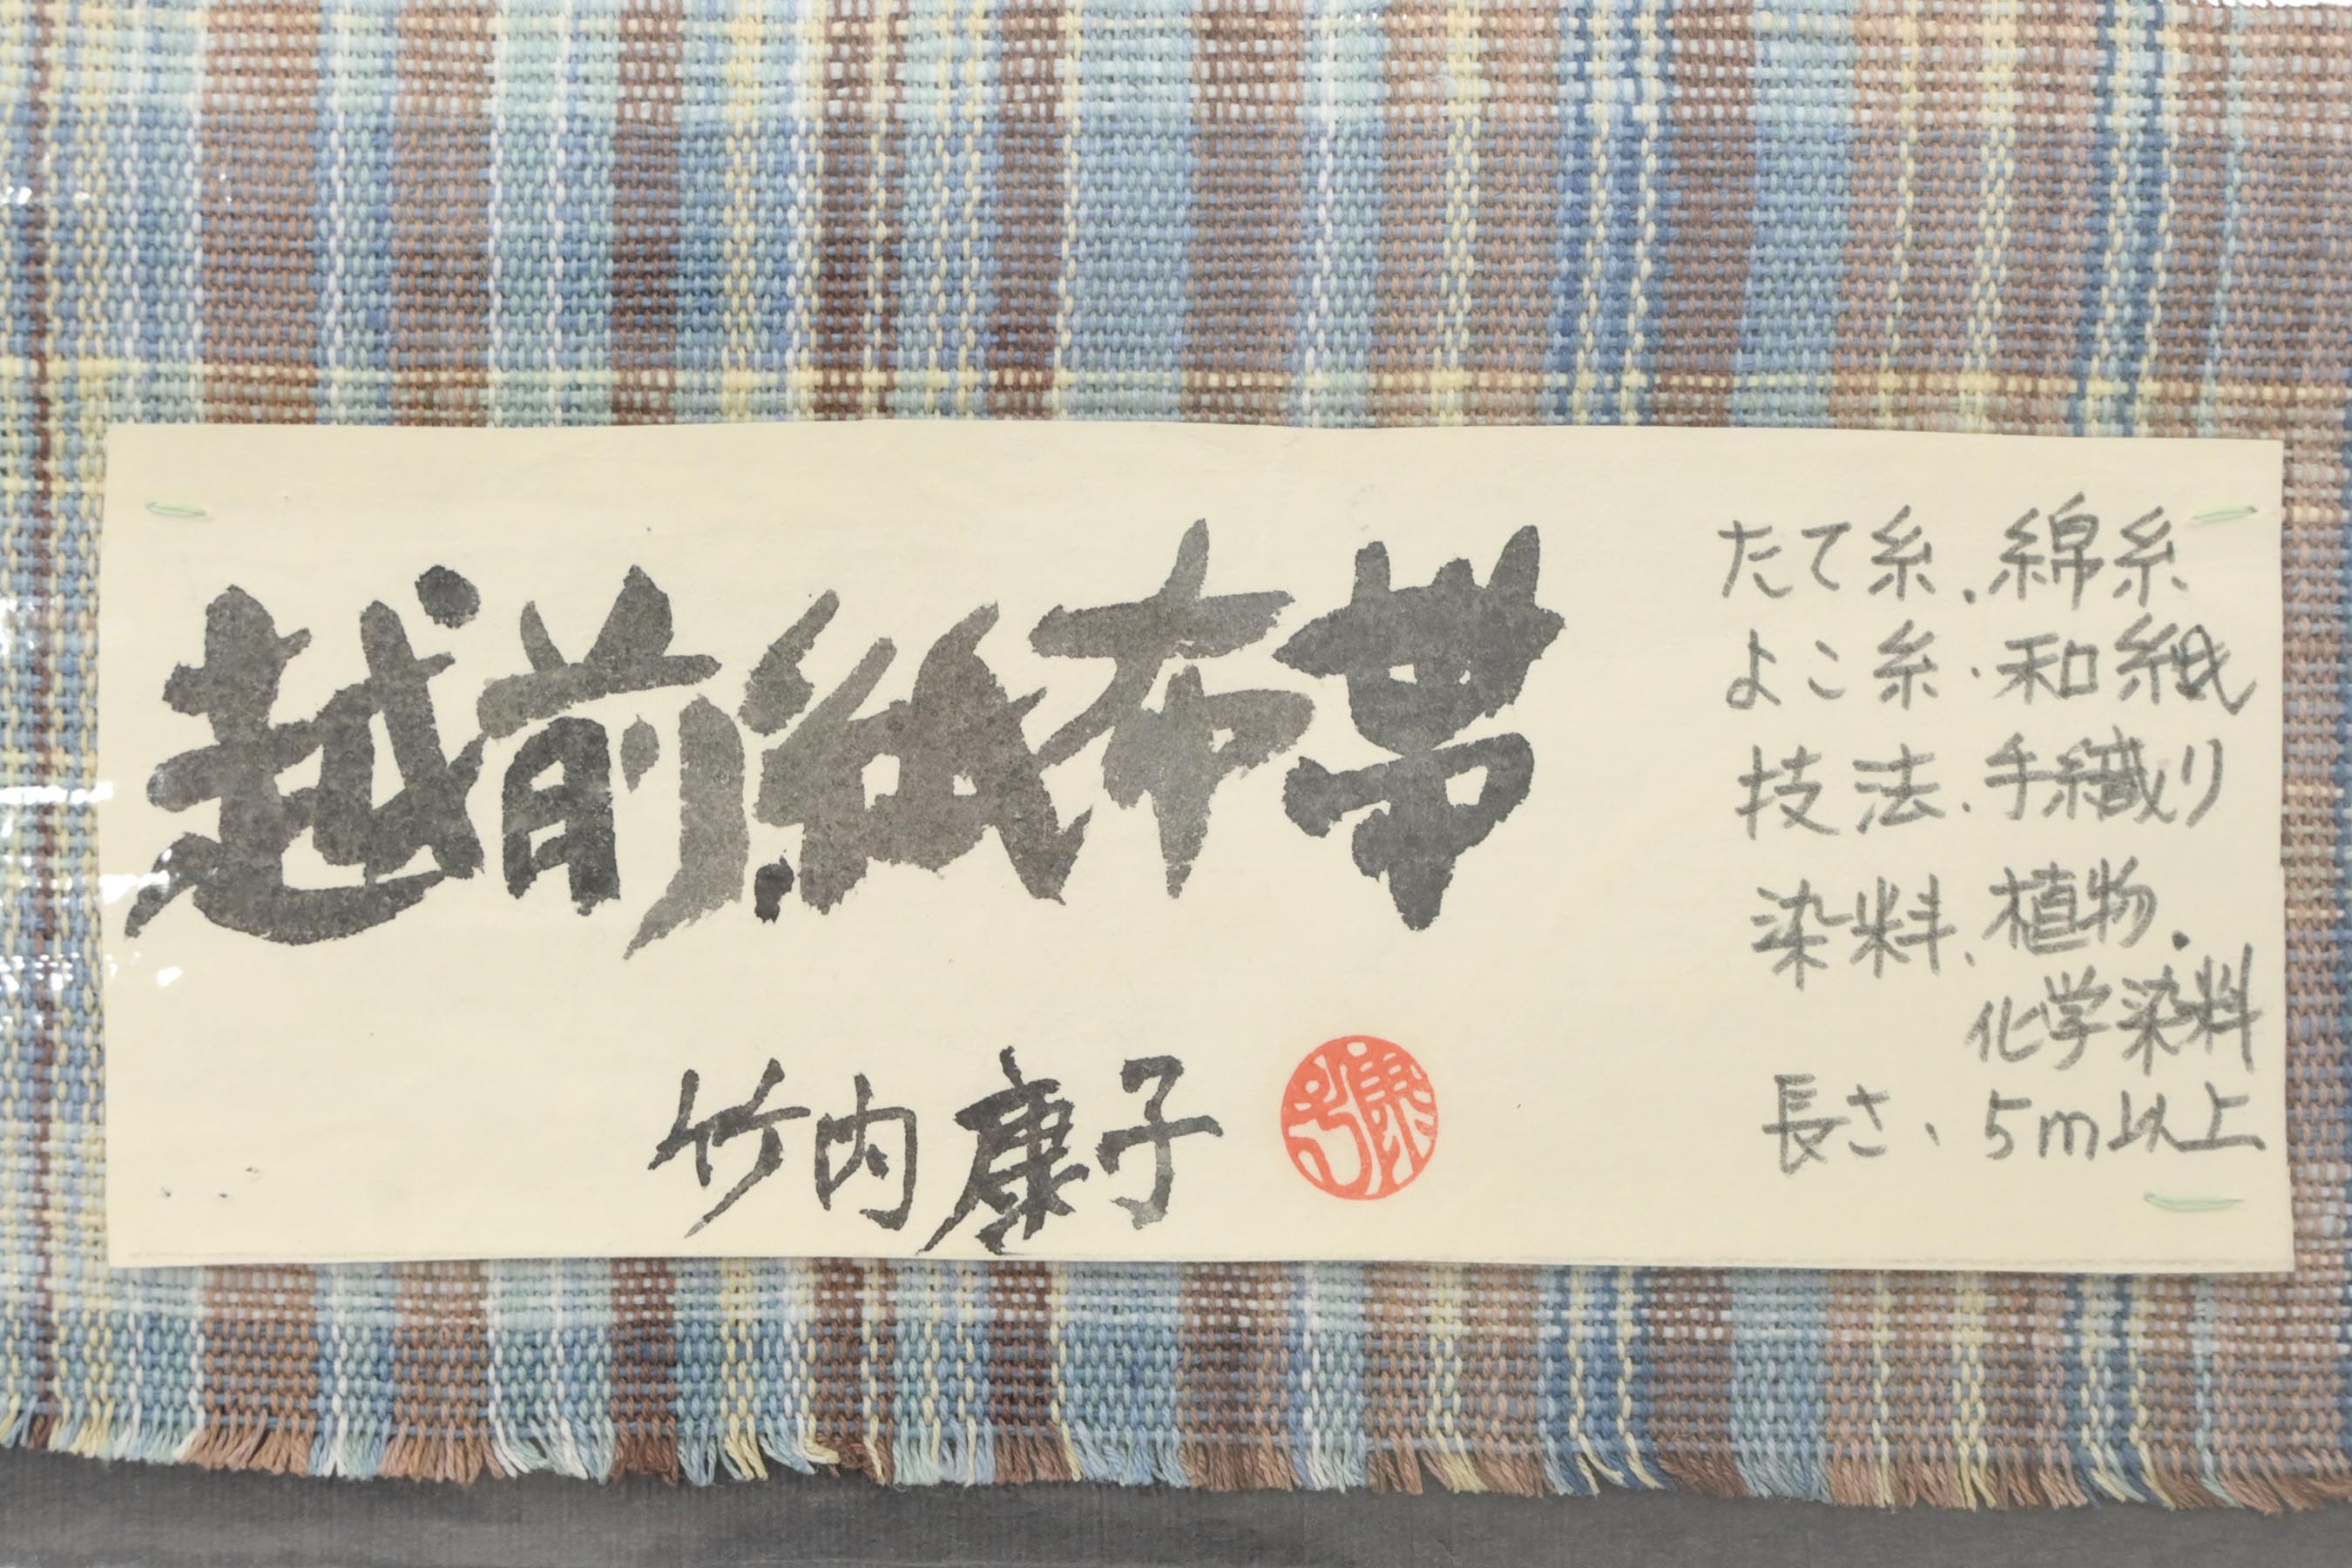 越前紙布帯
竹内康子
康子
たて糸.綿糸
よこ糸.和紙
技法.手織り
染料、植物.
化学染料
長さ、5m以上